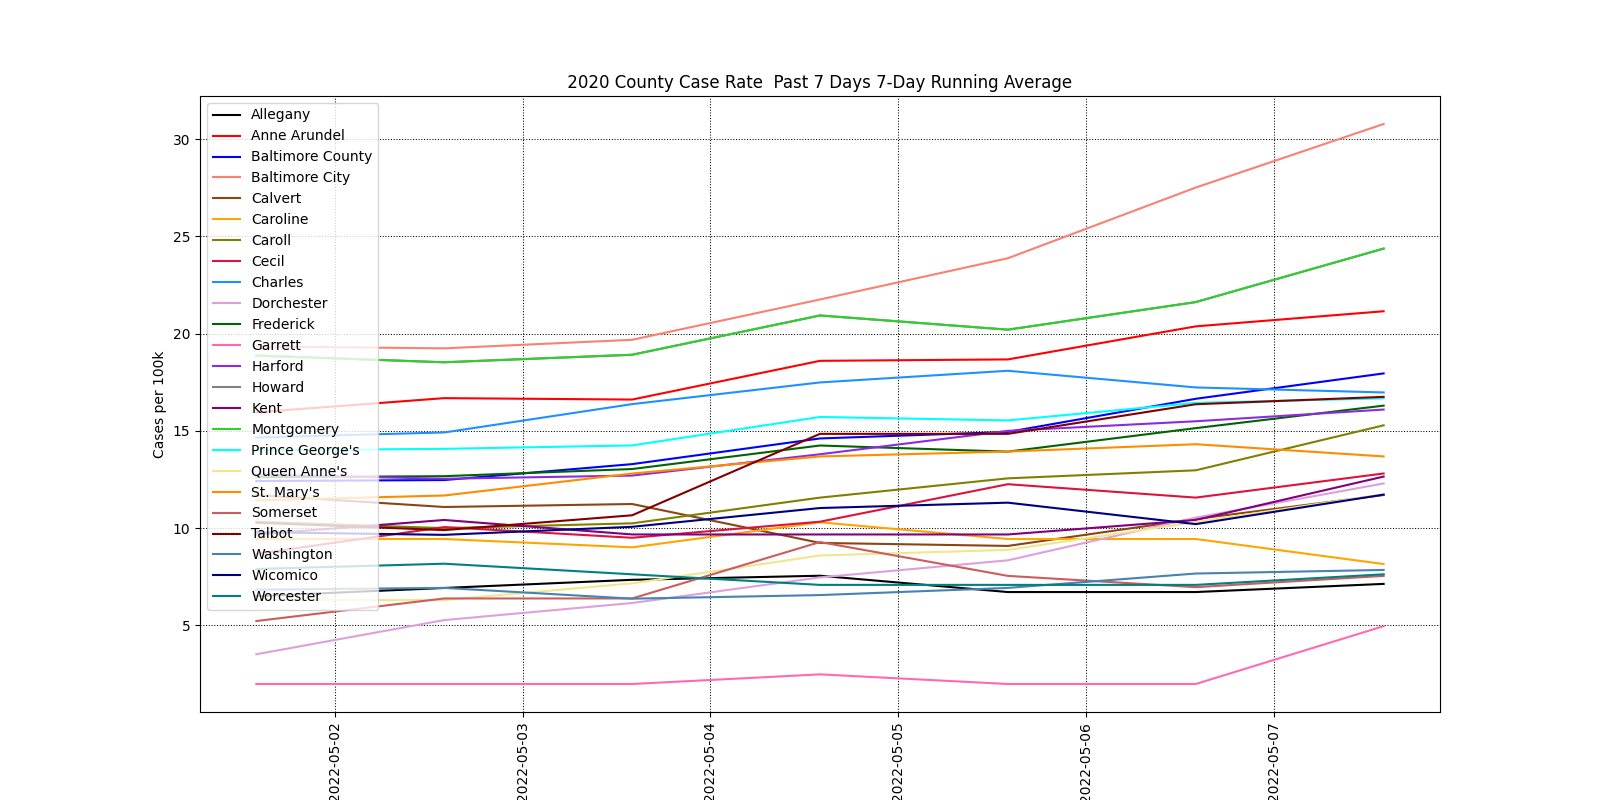 2020 County Case Rate  Past 7 Days 7-Day Running Average
Cases per 100k
30
25
20
15
10
5
Allegany
Anne Arundel
Baltimore County
Baltimore City
Calvert
Caroline
Caroll
Cecil
Charles
Dorchester
Frederick
Garrett
Harford
Howard
Kent
Montgomery
Prince George's
Queen Anne's
St. Mary's
Somerset
Talbot
Washington
Wicomico
Worcester
2022-05-02
2022-05-03
2022-05-04
2022-05-05
2022-05-06
2022-05-07